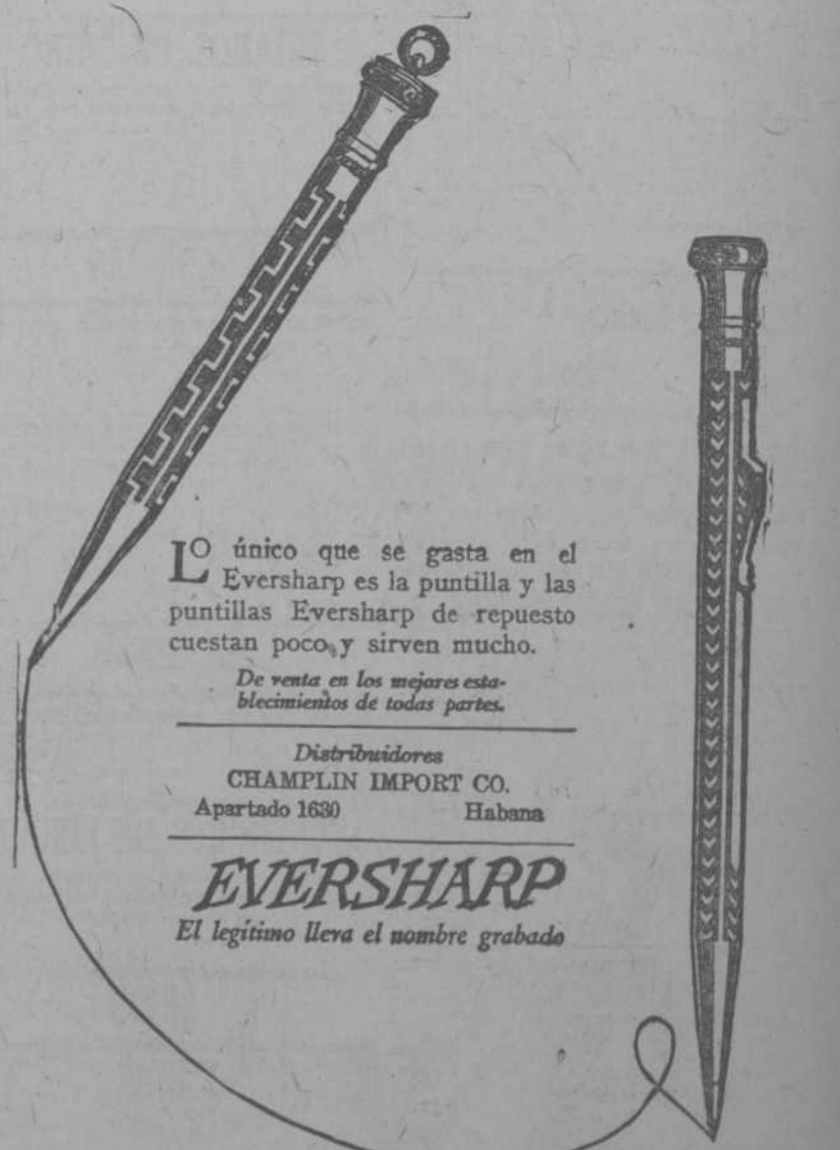 LO único que se gasta en el
Eversharp es la puntilla y las
puntillas Eversharp de repuesto
cuestan poco y sirven mucho.
De venta en los mejores esta-
blecimientos de todas partes.
Distribuidores
CHAMPLIN IMPORT CO.
Apartado 1630 Habana
EVERSHARP
El legítimo lleva el nombre grabado